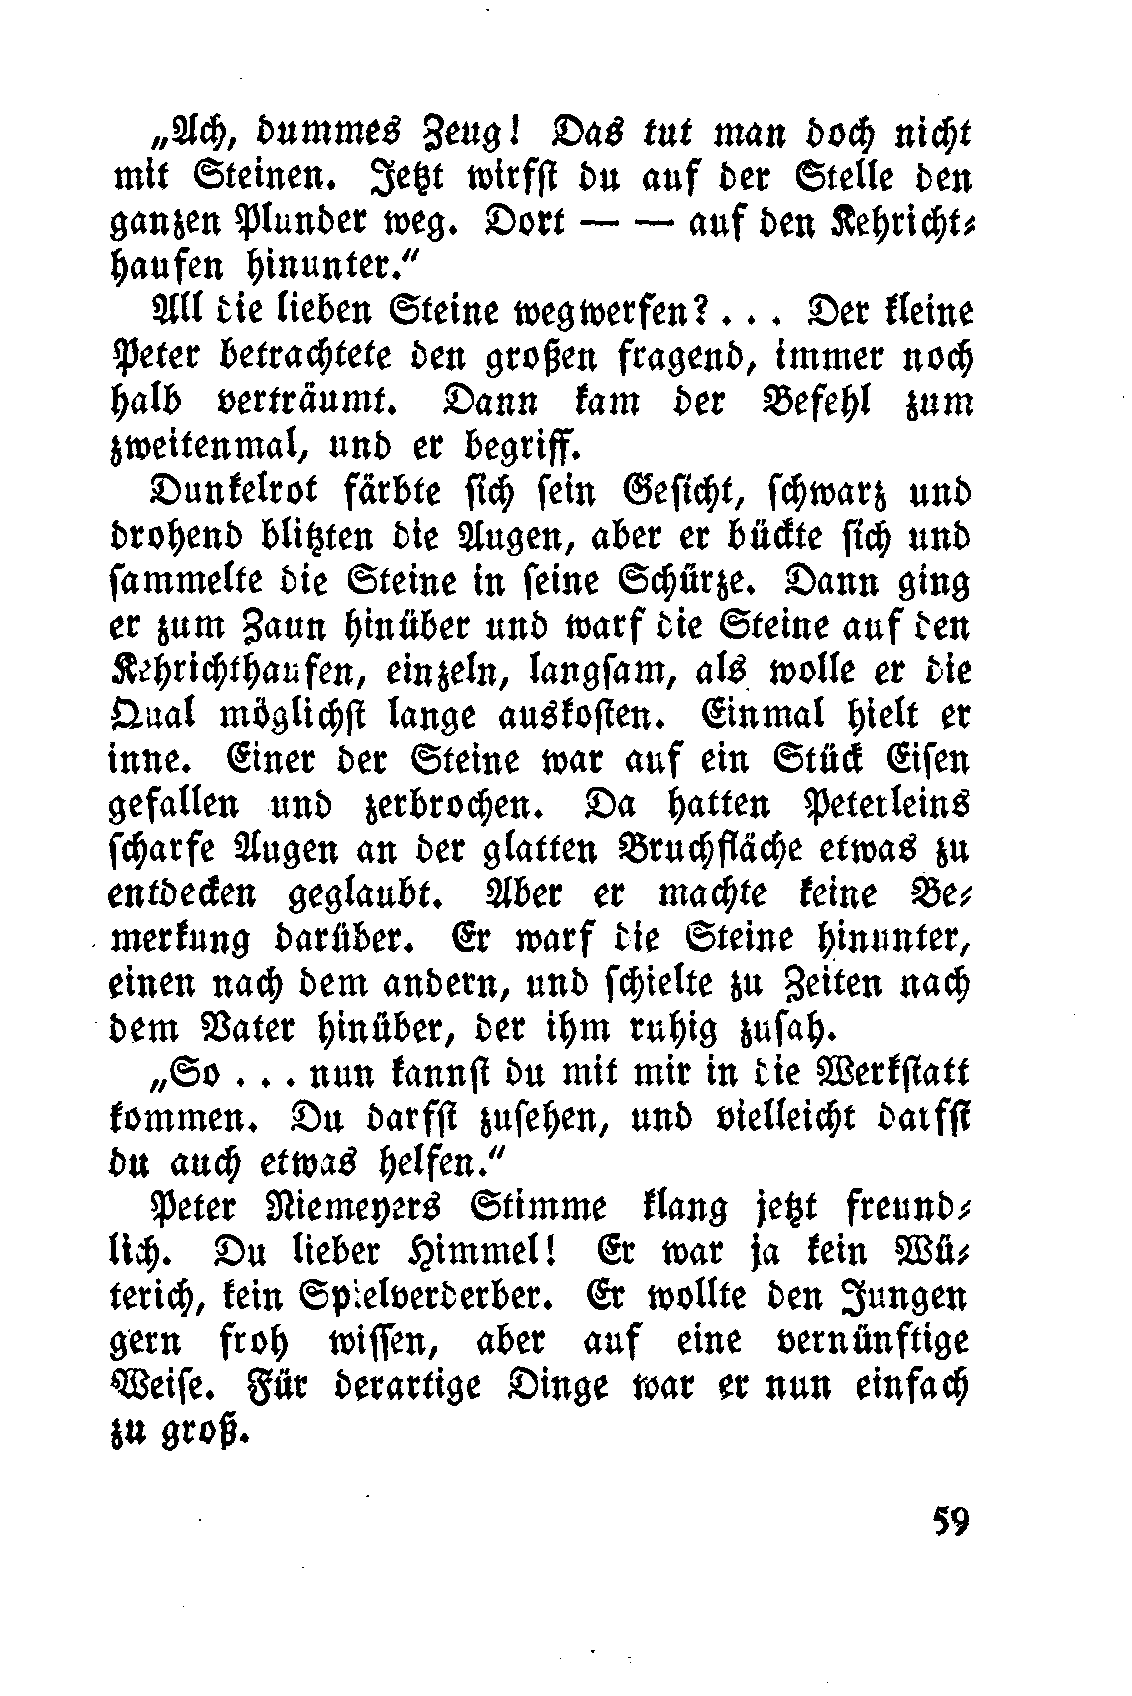 „Ach, dummes Zeug! Das tut man doch nicht
mit Steinen. Jetzt wirfst du auf der Stelle den
ganzen Plunder weg. Dort — — auf den Kehricht-
haufen hinunter.“
All die lieben Steine wegwerfen? . . . Der kleine
Peter betrachtete den großen fragend, immer noch
halb verträumt. Dann kam der Befehl zum
zweitenmal, und er begriff.
Dunkelrot färbte sich sein Gesicht, schwarz und
drohend blitzten die Augen, aber er bückte sich und
sammelte die Steine in seine Schürze. Dann ging
er zum Zaun hinüber und warf die Steine auf den
Kehrichthaufen, einzeln, langsam, als wolle er die
Qual möglichst lange auskosten. Einmal hielt er
inne. Einer der Steine war auf ein Stück Eisen
gefallen und zerbrochen. Da hatten Peterleins
scharfe Augen an der glatten Bruchfläche etwas zu
entdecken geglaubt. Aber er machte keine Be-
merkung darüber. Er warf die Steine hinunter,
einen nach dem andern, und schielte zu Zeiten nach
dem Vater hinüber, der ihm ruhig zusah.
„So . . . nun kannst du mit mir in die Werkstatt
kommen. Du darfst zusehen, und vielleicht darfst
du auch etwas helfen.“
Peter Niemeyers Stimme klang jetzt freund-
lich. Du lieber Himmel! Er war ja kein Wü-
terich, kein Spielverderber. Er wollte den Jungen
gern froh wissen, aber auf eine vernünftige
Weise. Für derartige Dinge war er nun einfach
zu groß.
59